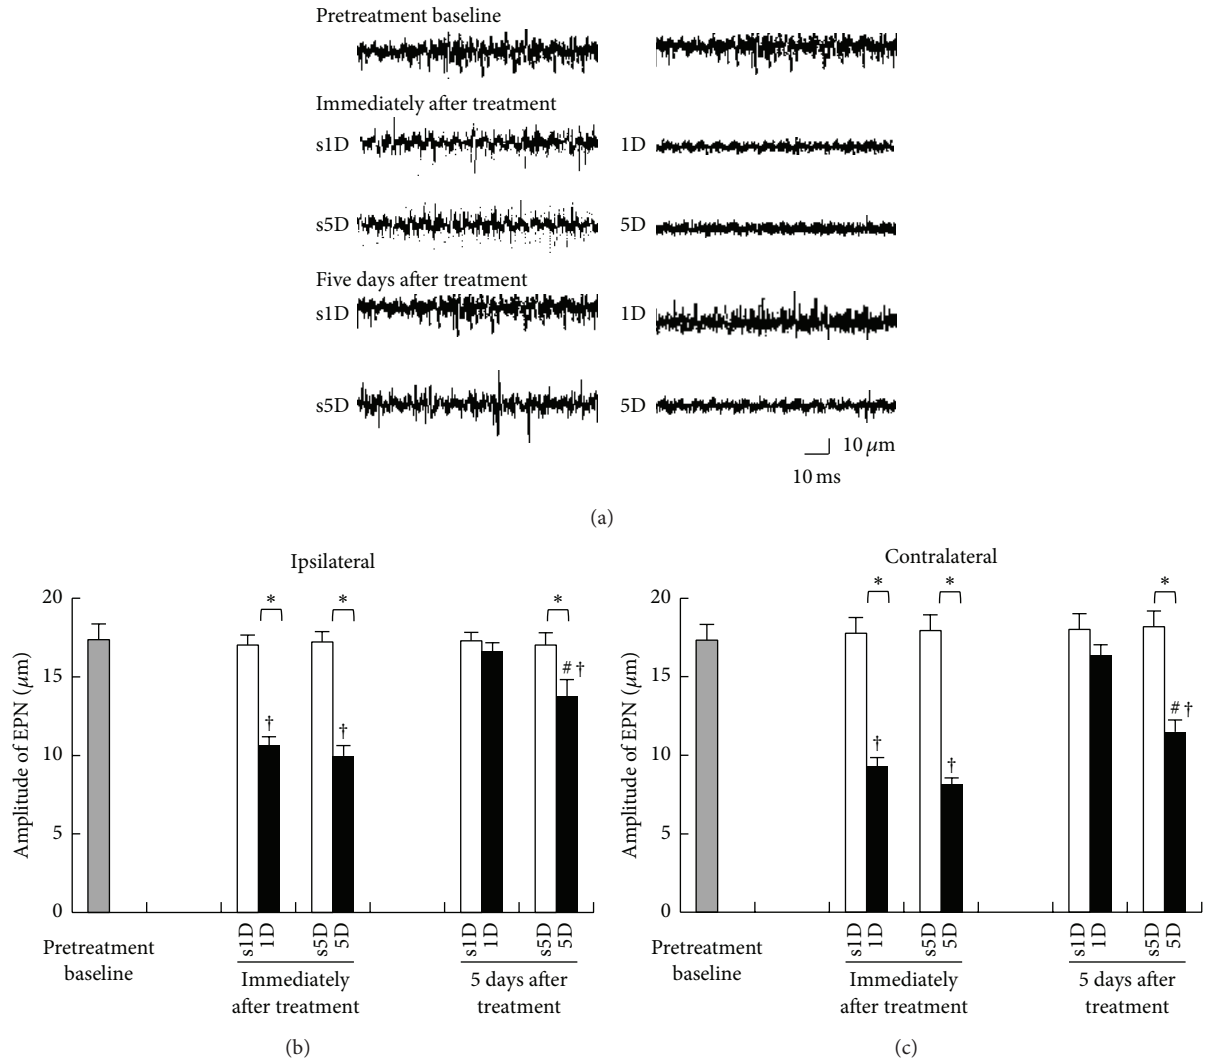 Pretreatment baseline
Immediately after treatment
s1D 1D
s5D 5D
Five days after treatment
s1D 1D
s5D 5D
10 μm
10 ms
(a)
Ipsilateral
20
15
10
5
0
Amplitude of EPN (μm)
* * *
† † # †
s1D 1D s5D 5D s1D 1D s5D 5D
Pretreatment
baseline
Immediately
after treatment
5 days after
treatment
(b)
Contralateral
20
15
10
5
0
Amplitude of EPN (μm)
* * *
† † # †
s1D 1D s5D 5D s1D 1D s5D 5D
Pretreatment
baseline
Immediately
after treatment
5 days after
treatment
(c)